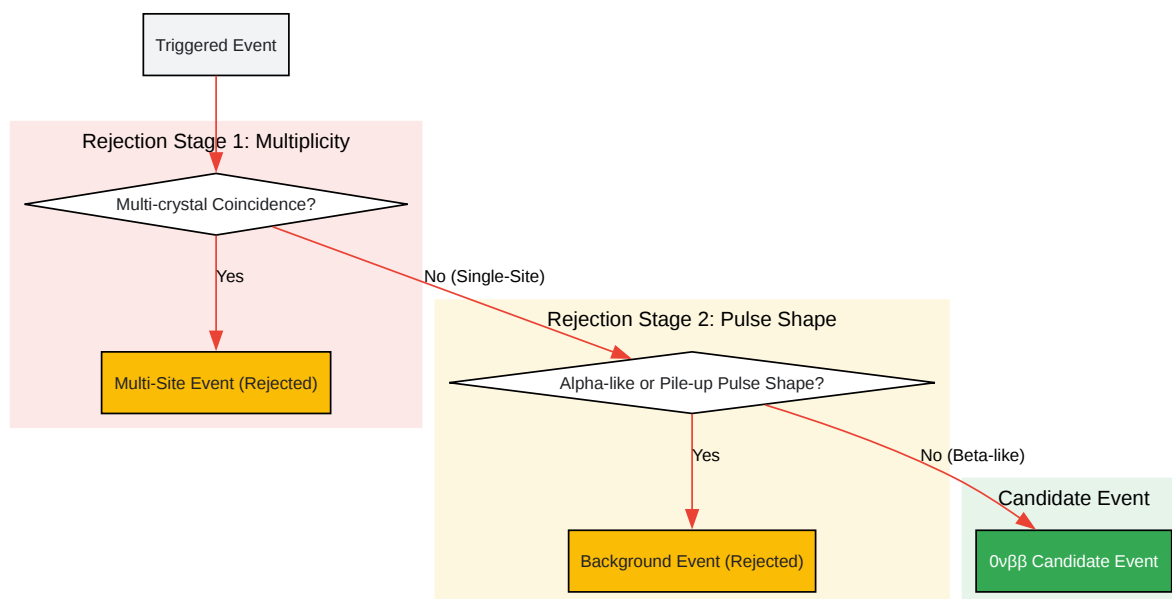 Triggered Event
Rejection Stage 1: Multiplicity
Multi-crystal Coincidence?
Yes
No (Single-Site)
Rejection Stage 2: Pulse Shape
Multi-Site Event (Rejected)
Alpha-like or Pile-up Pulse Shape?
Yes
No (Beta-like)
Candidate Event
Background Event (Rejected)
0νββ Candidate Event